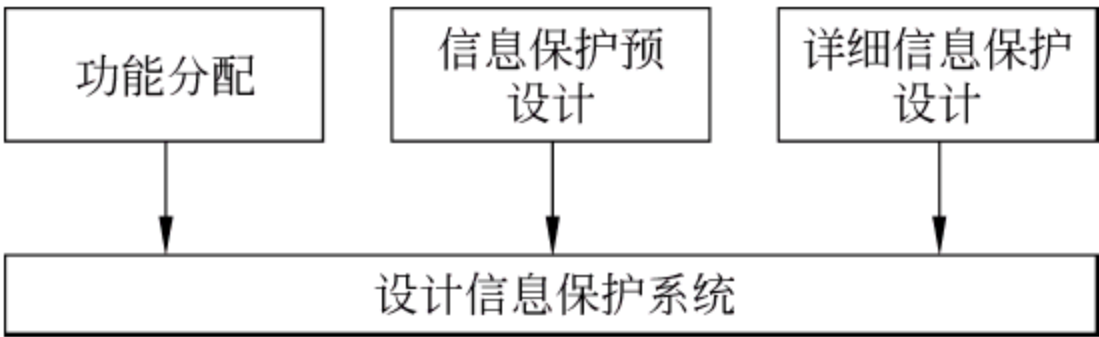 功能分配
信息保护预
设计
详细信息保护
设计
设计信息保护系统